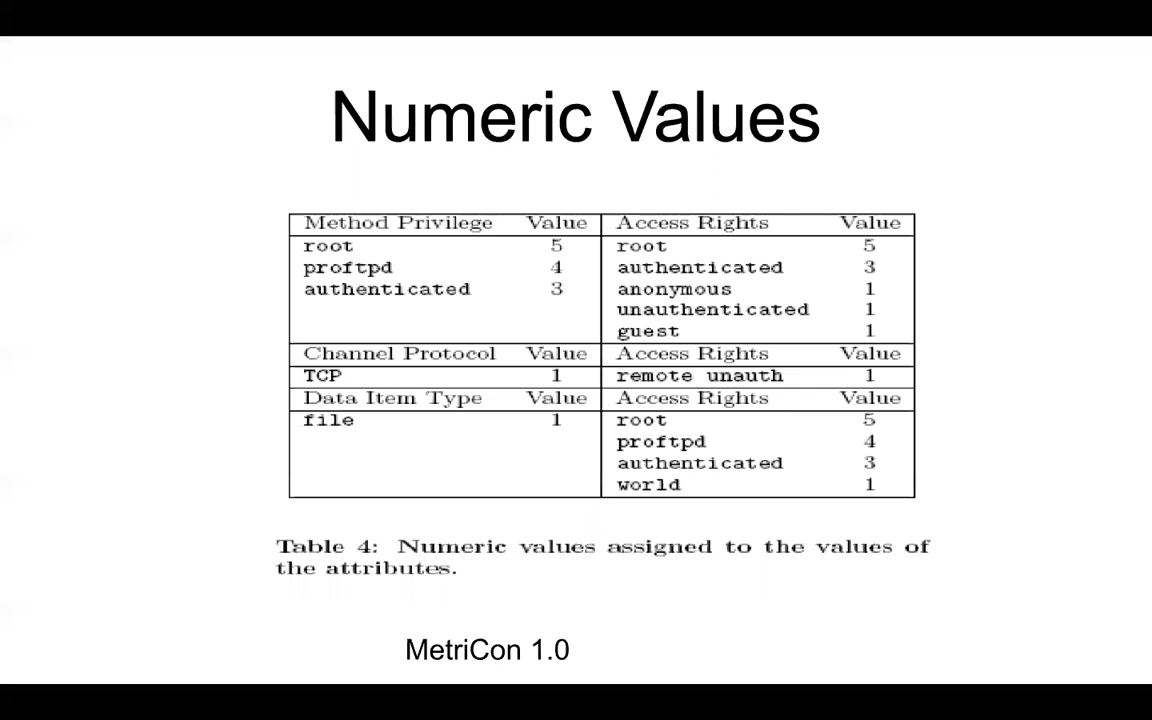 Numeric Values
Method Privilege Value Access Rights Value
root 5 root 5
proftpd 4 authenticated 3
authenticated 3 anonymous 1
unauthenticated 1
guest 1
Channel Protocol Value Access Rights Value
TCP 1 remote unauth 1
Data Item Type Value Access Rights Value
file 1 root 5
proftpd 4
authenticated 3
world 1
Table 4: Numeric values assigned to the values of
the attributes.
MetriCon 1.0